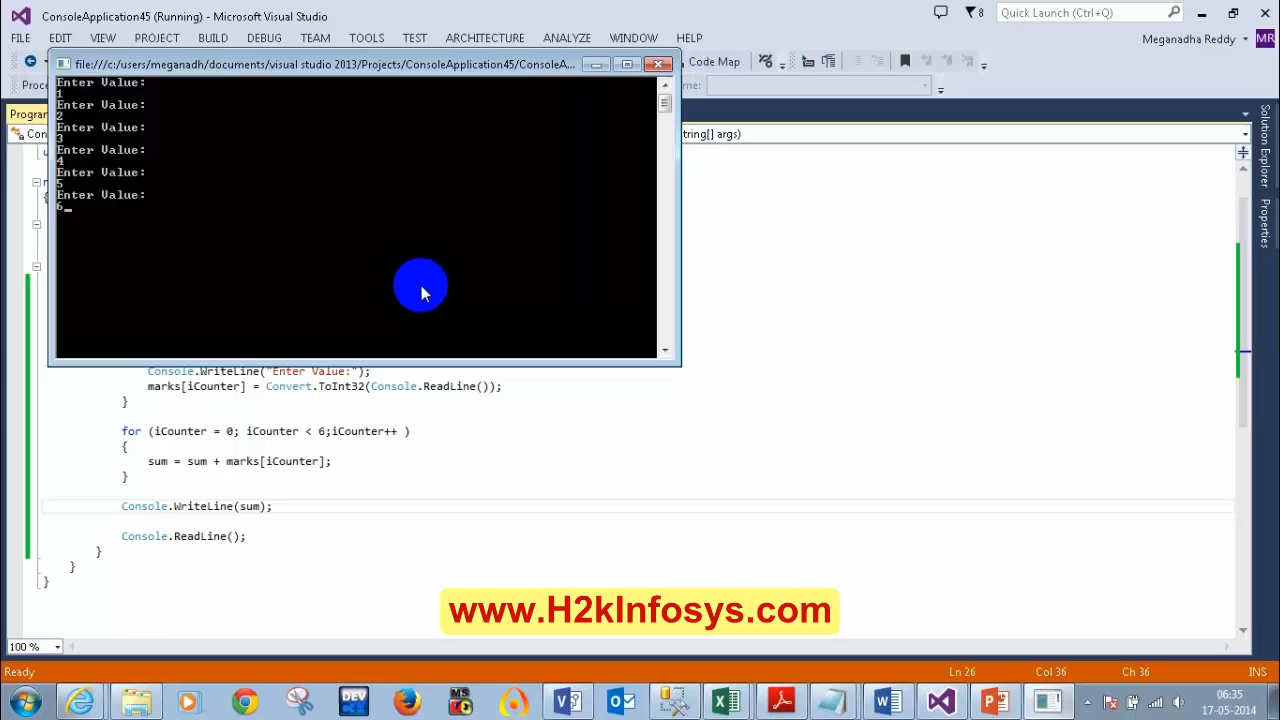 ConsoleApplication45 (Running) - Microsoft Visual Studio
8
Quick Launch (Ctrl+Q)
FILE EDIT VIEW PROJECT BUILD DEBUG TEAM TOOLS TEST ARCHITECTURE ANALYZE WINDOW HELP
Meganadha Reddy
MR
file:///c:/users/meganadh/documents/visual studio 2013/Projects/ConsoleApplication45/ConsoleA...
Code Map
Enter Value:
1
Enter Value:
2
Enter Value:
3
Enter Value:
4
Enter Value:
5
Enter Value:
6_
tring[] args)
Solution Explorer
Properties
Console.WriteLine("Enter Value:");
marks[iCounter] = Convert.ToInt32(Console.ReadLine());
}
for (iCounter = 0; iCounter < 6;iCounter++ )
{
sum = sum + marks[iCounter];
}
Console.WriteLine(sum);
Console.ReadLine();
}
}
}
www.H2kInfosys.com
100 %
Ready
Ln 26
Col 36
Ch 36
INS
DEV
MS
06:35
17-05-2014